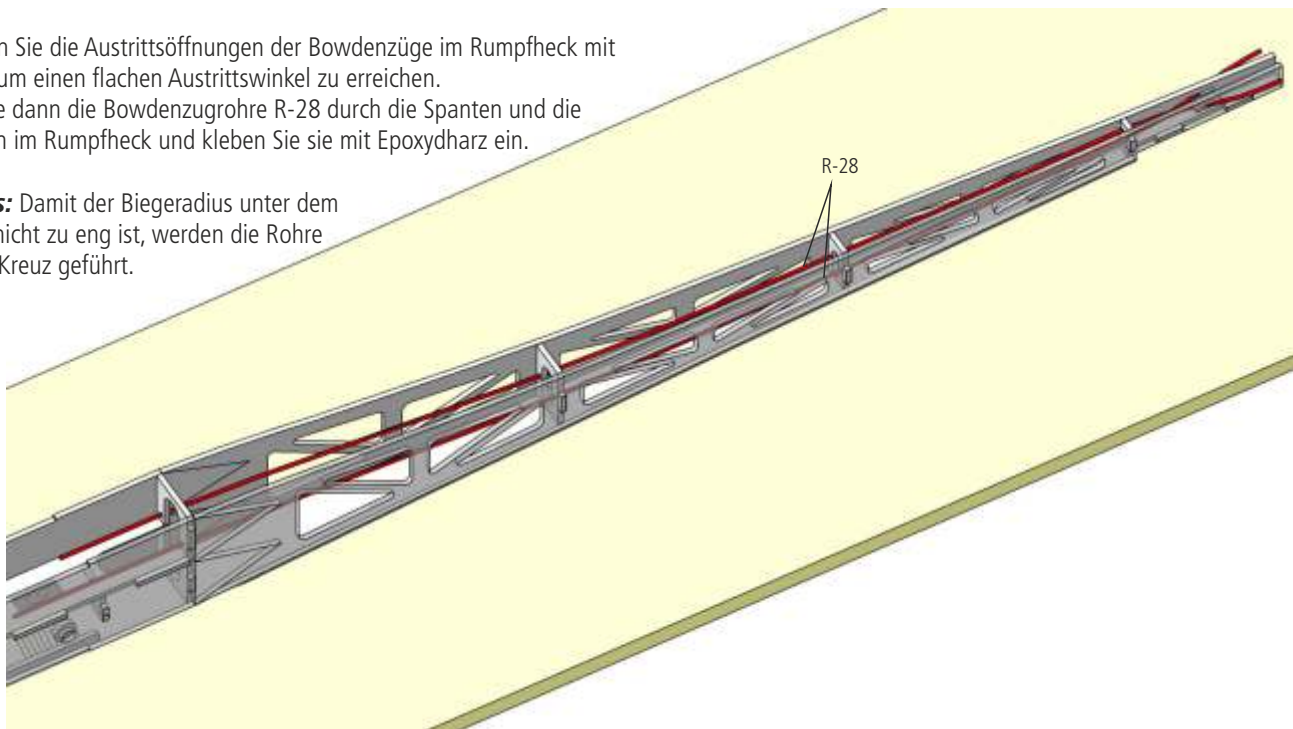 Sie die Austrittsöffnungen der Bowdenzüge im Rumpfheck mit
um einen flachen Austrittswinkel zu erreichen.
dann die Bowdenzugrohre R-28 durch die Spanten und die
im Rumpfheck und kleben Sie sie mit Epoxydharz ein.
Damit der Biegeradius unter dem
nicht zu eng ist, werden die Rohre
Kreuz geführt.
R-28